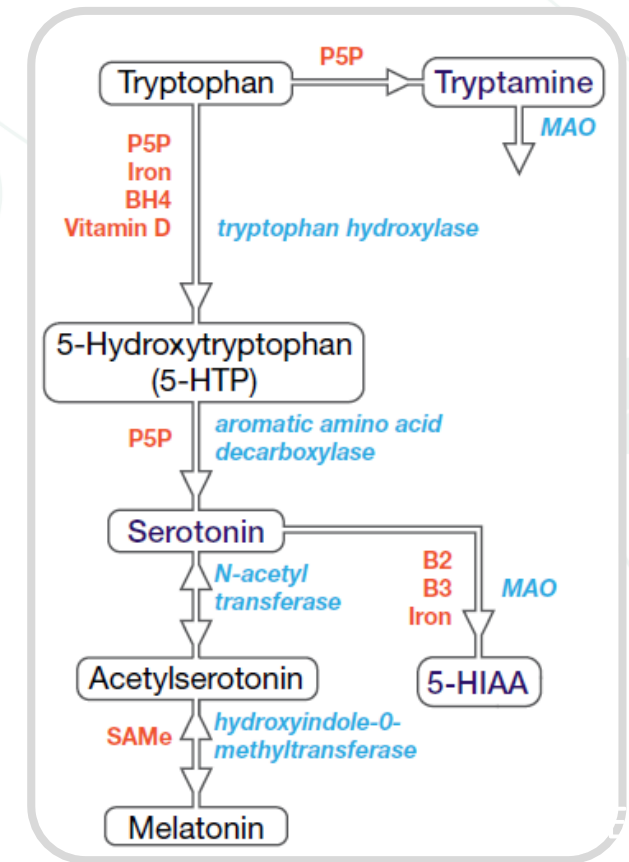 P5P
Tryptophan
Tryptamine
MAO
P5P
Iron
BH4
Vitamin D
tryptophan hydroxylase
5-Hydroxytryptophan
(5-HTP)
P5P
aromatic amino acid
decarboxylase
Serotonin
N-acetyl
transferase
B2
B3
Iron
MAO
Acetylserotonin
5-HIAA
SAMe
hydroxyindole-0-
methyltransferase
Melatonin